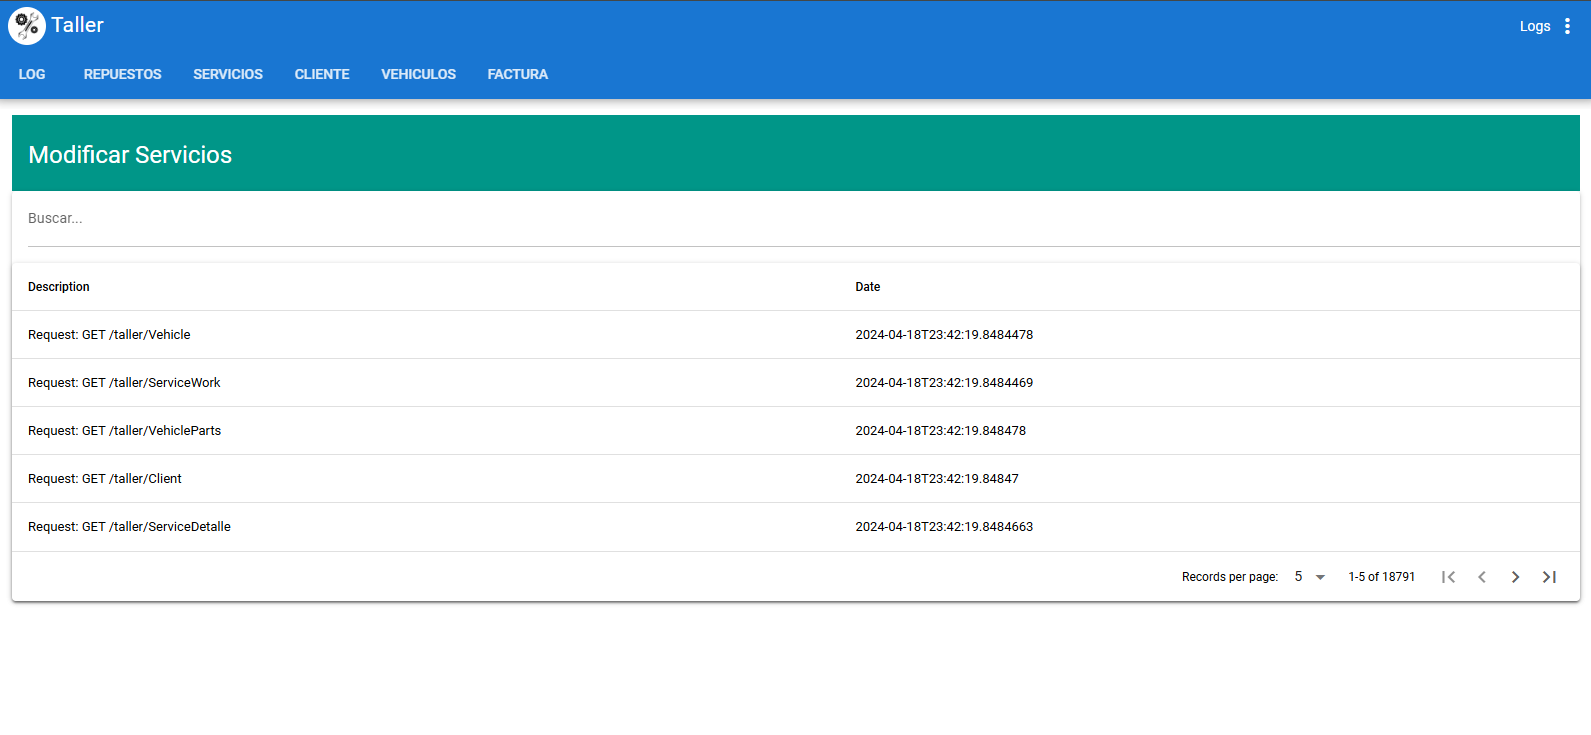 Taller
Logs
LOG REPUESTOS SERVICIOS CLIENTE VEHICULOS FACTURA
Modificar Servicios
Buscar...
Description Date
Request: GET /taller/Vehicle 2024-04-18T23:42:19.8484478
Request: GET /taller/ServiceWork 2024-04-18T23:42:19.8484469
Request: GET /taller/VehicleParts 2024-04-18T23:42:19.848478
Request: GET /taller/Client 2024-04-18T23:42:19.84847
Request: GET /taller/ServiceDetalle 2024-04-18T23:42:19.8484663
Records per page: 5 1-5 of 18791